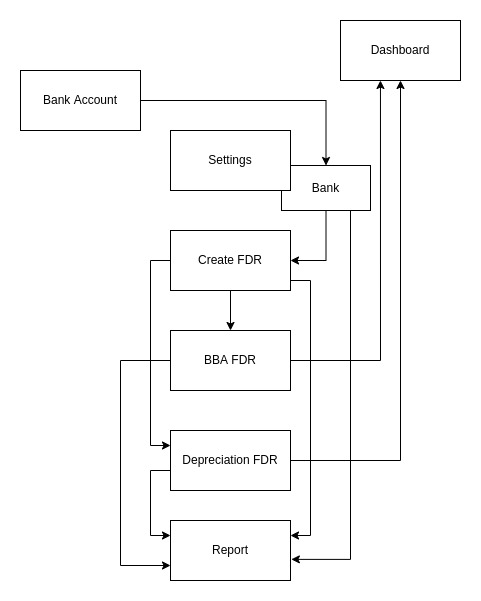 Dashboard
Bank Account
Settings
Bank
Create FDR
BBA FDR
Depreciation FDR
Report